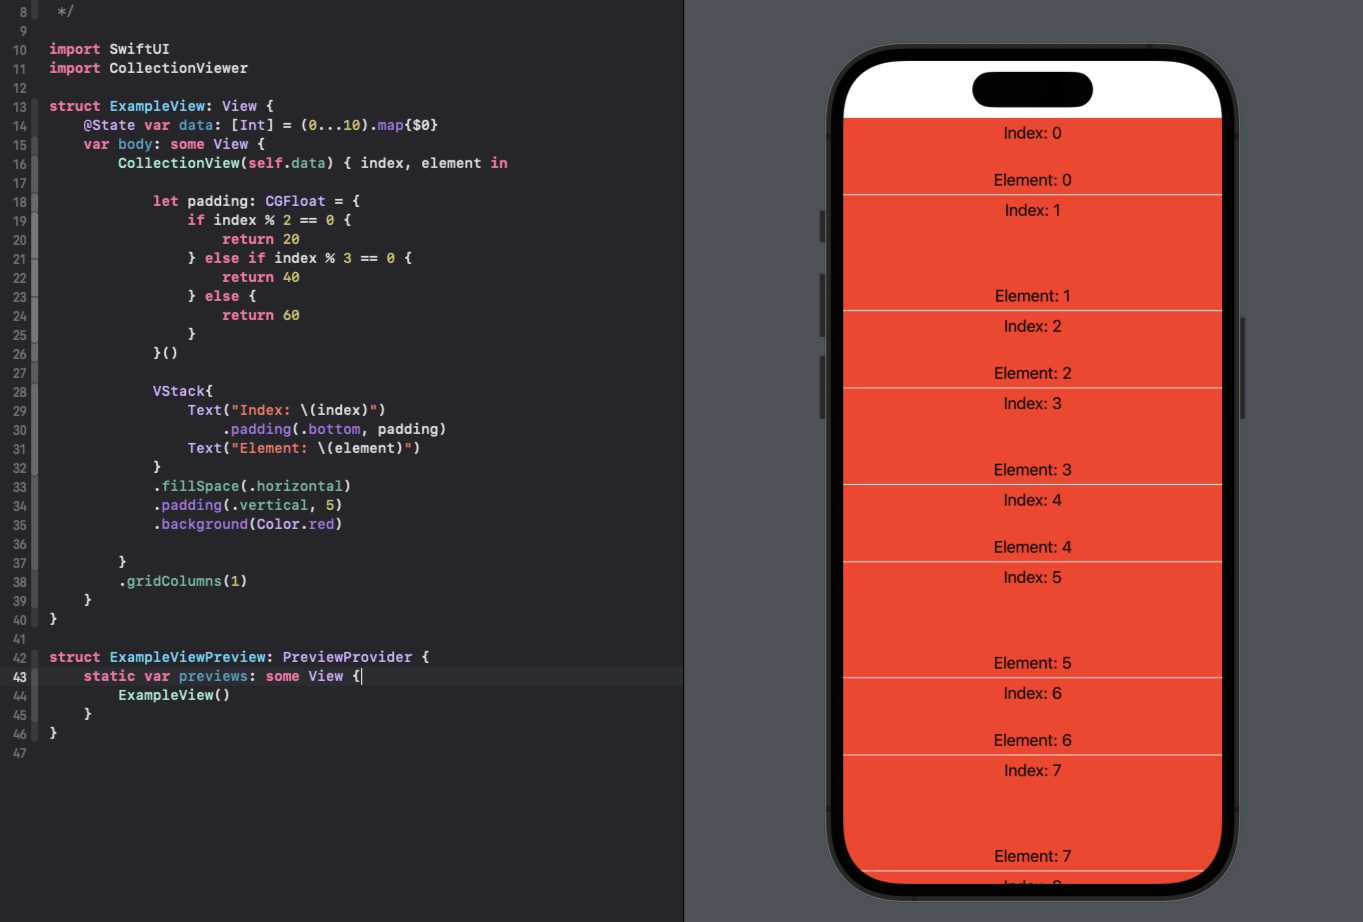 8 */
9
10 import SwiftUI
11 import CollectionViewer
12
13 struct ExampleView: View {
14 @State var data: [Int] = (0...10).map{$0}
15 var body: some View {
16 CollectionView(self.data) { index, element in
17
18 let padding: CGFloat = {
19 if index % 2 == 0 {
20 return 20
21 } else if index % 3 == 0 {
22 return 40
23 } else {
24 return 60
25 }
26 }()
27
28 VStack{
29 Text("Index: \(index)")
30 .padding(.bottom, padding)
31 Text("Element: \(element)")
32 }
33 .fillSpace(.horizontal)
34 .padding(.vertical, 5)
35 .background(Color.red)
36
37 }
38 .gridColumns(1)
39 }
40 }
41
42 struct ExampleViewPreview: PreviewProvider {
43 static var previews: some View {
44 ExampleView()
45 }
46 }
47
Index: 0
Element: 0
Index: 1
Element: 1
Index: 2
Element: 2
Index: 3
Element: 3
Index: 4
Element: 4
Index: 5
Element: 5
Index: 6
Element: 6
Index: 7
Element: 7